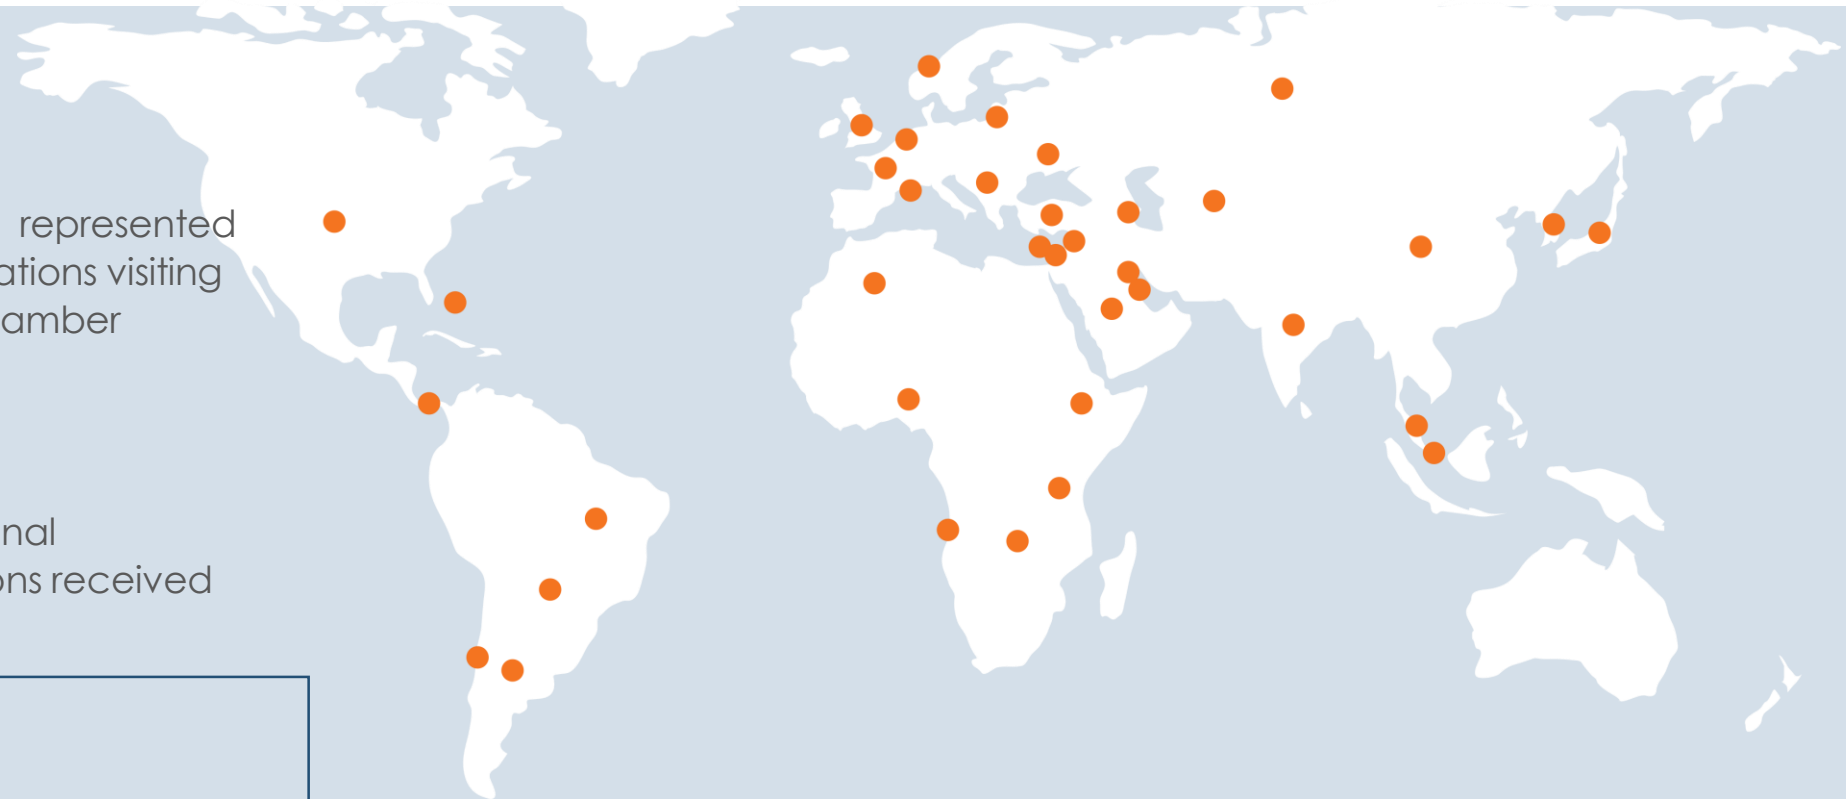 represented
ations visiting
amber
nal
ons received